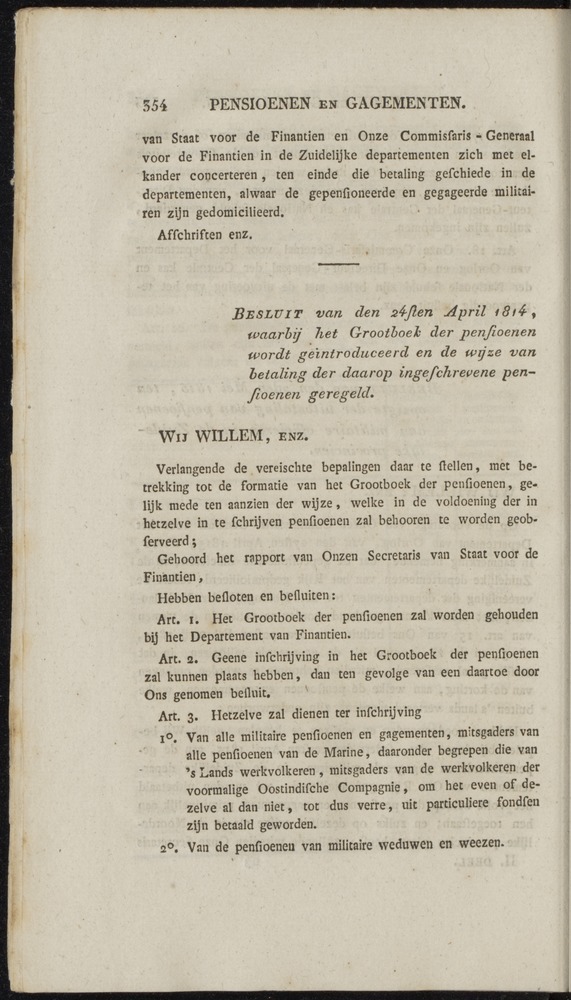 354 PENSIOENEN EN GAGEMENTEN.
van Staat voor de Finantien en Onze Commisſaris - Generaal
voor de Finantien in de Zuidelijke departementen zich met el-
kander concerteren, ten einde die betaling geſchiede in de
departementen, alwaar de gepenſioneerde en gegageerde militai-
ren zijn gedomicilieerd.
Afſchriften enz.
BESLUIT van den 24ſten April 1814,
waarbij het Grootboek der penſioenen
wordt geïntroduceerd en de wijze van
betaling der daarop ingeſchrevene pen-
ſioenen geregeld.
WIJ WILLEM, ENZ.
Verlangende de vereischte bepalingen daar te ſtellen, met be-
trekking tot de formatie van het Grootboek der penſioenen, ge-
lijk mede ten aanzien der wijze, welke in de voldoening der in
hetzelve in te ſchrijven penſioenen zal behooren te worden geob-
ſerveerd;
Gehoord het rapport van Onzen Secretaris van Staat voor de
Finantien,
Hebben beſloten en beſluiten:
Art. 1. Het Grootboek der penſioenen zal worden gehouden
bij het Departement van Finantien.
Art. 2. Geene inſchrijving in het Grootboek der penſioenen
zal kunnen plaats hebben, dan ten gevolge van een daartoe door
Ons genomen beſluit.
Art. 3. Hetzelve zal dienen ter inſchrijving
1º. Van alle militaire penſioenen en gagementen, mitsgaders van
alle penſioenen van de Marine, daaronder begrepen die van
's Lands werkvolkeren, mitsgaders van de werkvolkeren der
voormalige Oostindiſche Compagnie, om het even of de-
zelve al dan niet, tot dus verre, uit particuliere fondſen
zijn betaald geworden.
2º. Van de penſioenen van militaire weduwen en weezen.